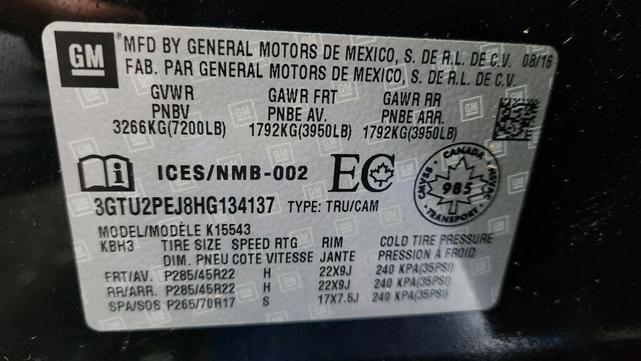 GM
MFD BY GENERAL MOTORS DE MEXICO, S. DE R.L. DE C.V. 08/16
FAB. PAR GENERAL MOTORS DE MEXICO, S. DE R.L. DE C.V.
GVWR GAWR FRT GAWR RR
PNBV PNBE AV. PNBE ARR.
3266KG(7200LB) 1792KG(3950LB) 1792KG(3950LB)
i ICES/NMB-002 EC CANADA CMVSS 985 NSVAC TRANSPORT
3GTU2PEJ8HG134137 TYPE: TRU/CAM
MODEL/MODÈLE K15543
KBH3 TIRE SIZE SPEED RTG RIM COLD TIRE PRESSURE
DIM. PNEU COTE VITESSE JANTE PRESSION À FROID
FRT/AV. P285/45R22 H 22X9J 240 KPA(35PSI)
RR/ARR. P285/45R22 H 22X9J 240 KPA(35PSI)
SPA/SOS P265/70R17 S 17X7.5J 240 KPA(35PSI)